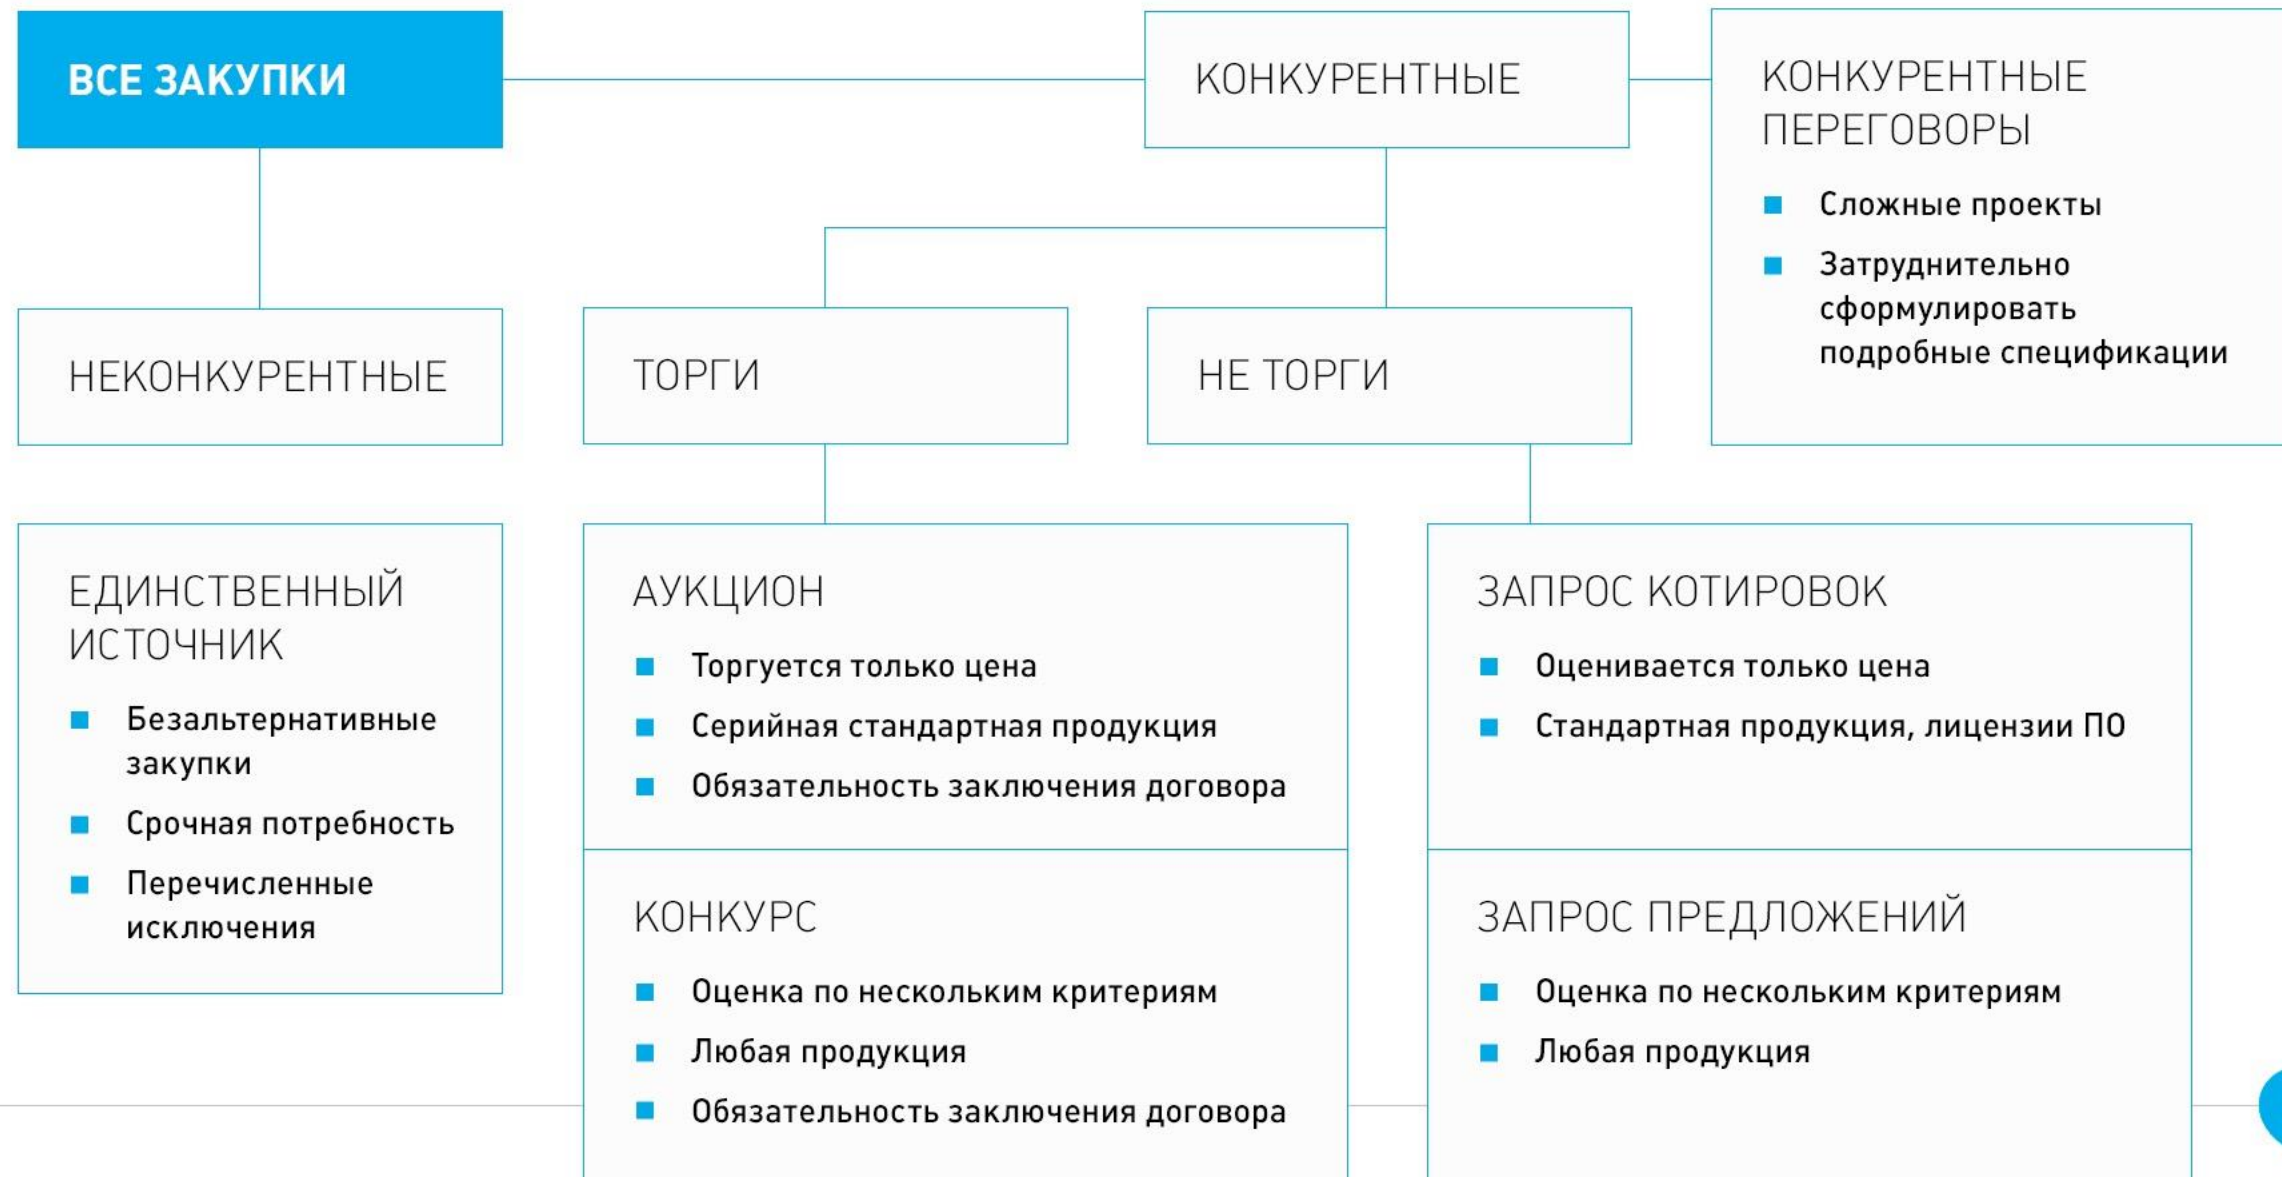 ВСЕ ЗАКУПКИ
КОНКУРЕНТНЫЕ
КОНКУРЕНТНЫЕ
ПЕРЕГОВОРЫ
Сложные проекты
Затруднительно
сформулировать
подробные спецификации
НЕКОНКУРЕНТНЫЕ
ТОРГИ
НЕ ТОРГИ
ЕДИНСТВЕННЫЙ
ИСТОЧНИК
Безальтернативные
закупки
Срочная потребность
Перечисленные
исключения
АУКЦИОН
Торгуется только цена
Серийная стандартная продукция
Обязательность заключения договора
КОНКУРС
Оценка по нескольким критериям
Любая продукция
Обязательность заключения договора
ЗАПРОС КОТИРОВОК
Оценивается только цена
Стандартная продукция, лицензии ПО
ЗАПРОС ПРЕДЛОЖЕНИЙ
Оценка по нескольким критериям
Любая продукция